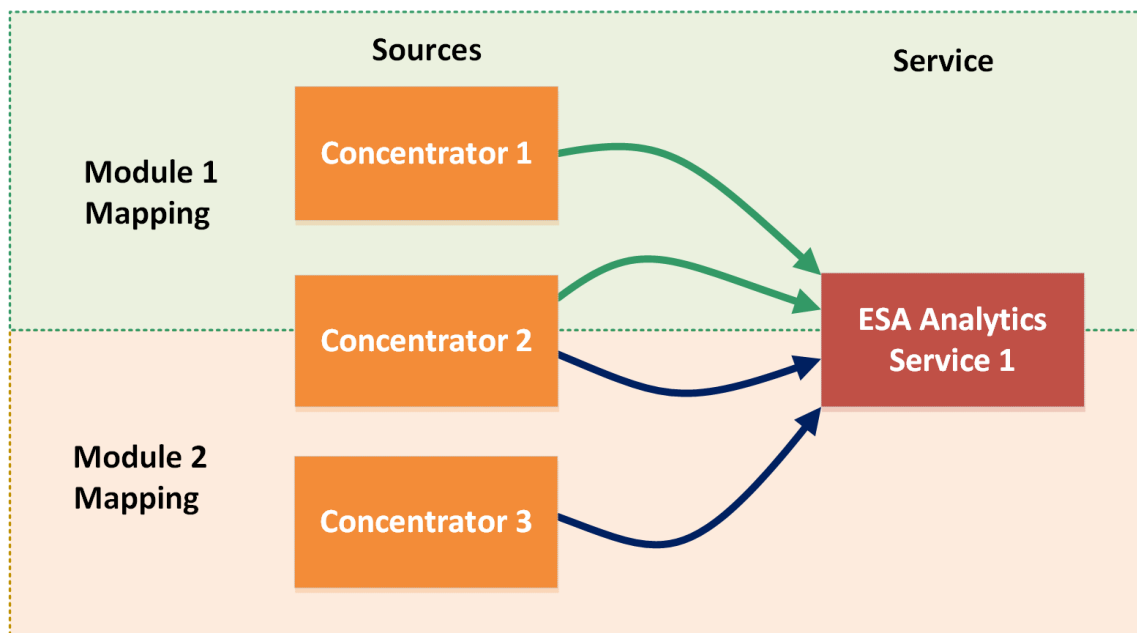 Sources
Service
Concentrator 1
Module 1
Mapping
Concentrator 2
ESA Analytics
Service 1
Module 2
Mapping
Concentrator 3